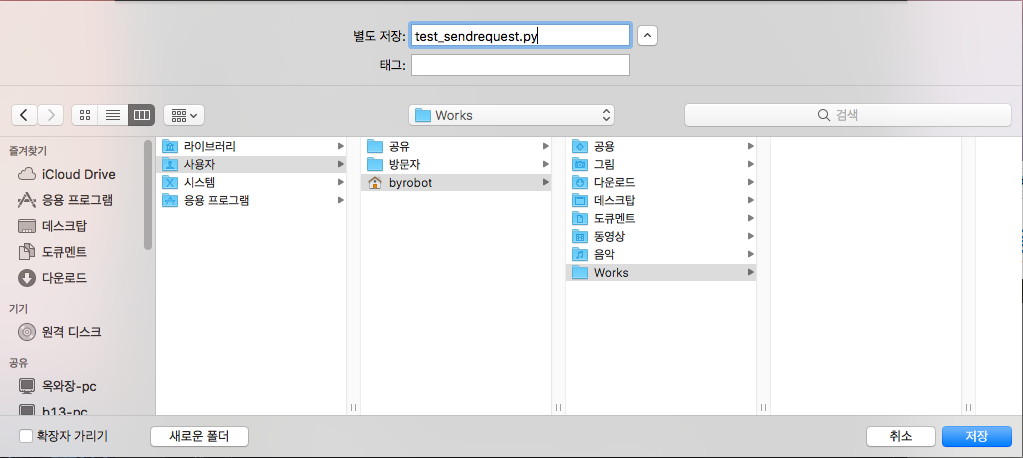 별도 저장: test_sendrequest.py
태그:
Works
검색
즐겨찾기
iCloud Drive
응용 프로그램
데스크탑
도큐멘트
다운로드
기기
원격 디스크
공유
옥와장-pc
h13-pc
라이브러리
사용자
시스템
응용 프로그램
공유
방문자
byrobot
공용
그림
다운로드
데스크탑
도큐멘트
동영상
음악
Works
확장자 가리기
새로운 폴더
취소
저장